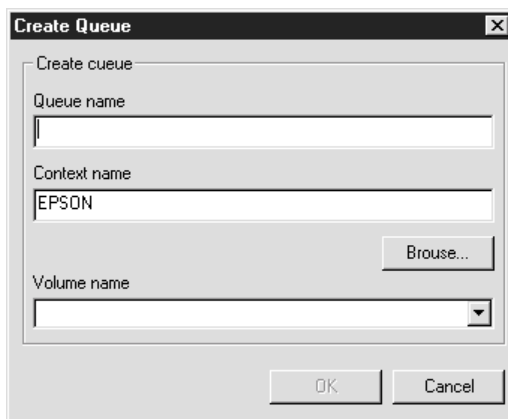 Create Queue
Create cueue
Queue name
Context name
EPSON
Brouse...
Volume name
OK
Cancel